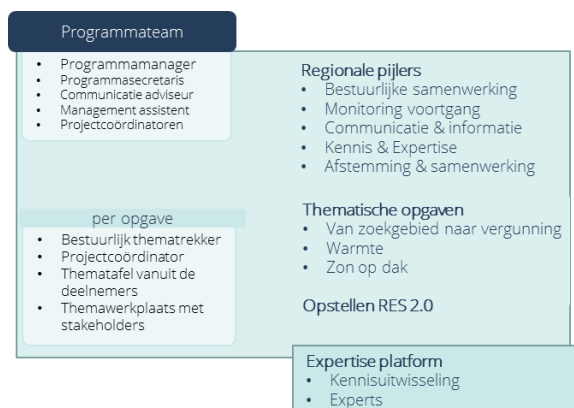 Programmateam
• Programmamanager
• Programmasecretaris
• Communicatie adviseur
• Management assistent
• Projectcoördinatoren
per opgave
• Bestuurlijk thematrekker
• Projectcoördinator
• Thematafel vanuit de
deelnemers
• Themawerkplaats met
stakeholders
Regionale pijlers
• Bestuurlijke samenwerking
• Monitoring voortgang
• Communicatie & informatie
• Kennis & Expertise
• Afstemming & samenwerking
Thematische opgaven
• Van zoekgebied naar vergunning
• Warmte
• Zon op dak
Opstellen RES 2.0
Expertise platform
• Kennisuitwisseling
• Experts